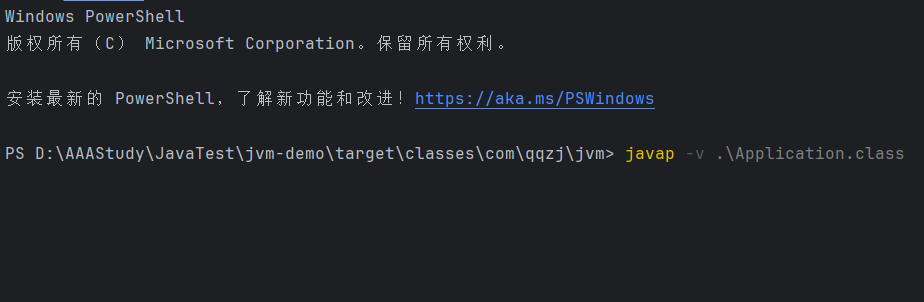 Windows PowerShell
版权所有（C） Microsoft Corporation。保留所有权利。
安装最新的 PowerShell，了解新功能和改进！https://aka.ms/PSWindows
PS D:\AAAStudy\JavaTest\jvm-demo\target\classes\com\qqzj\jvm> javap -v .\Application.class